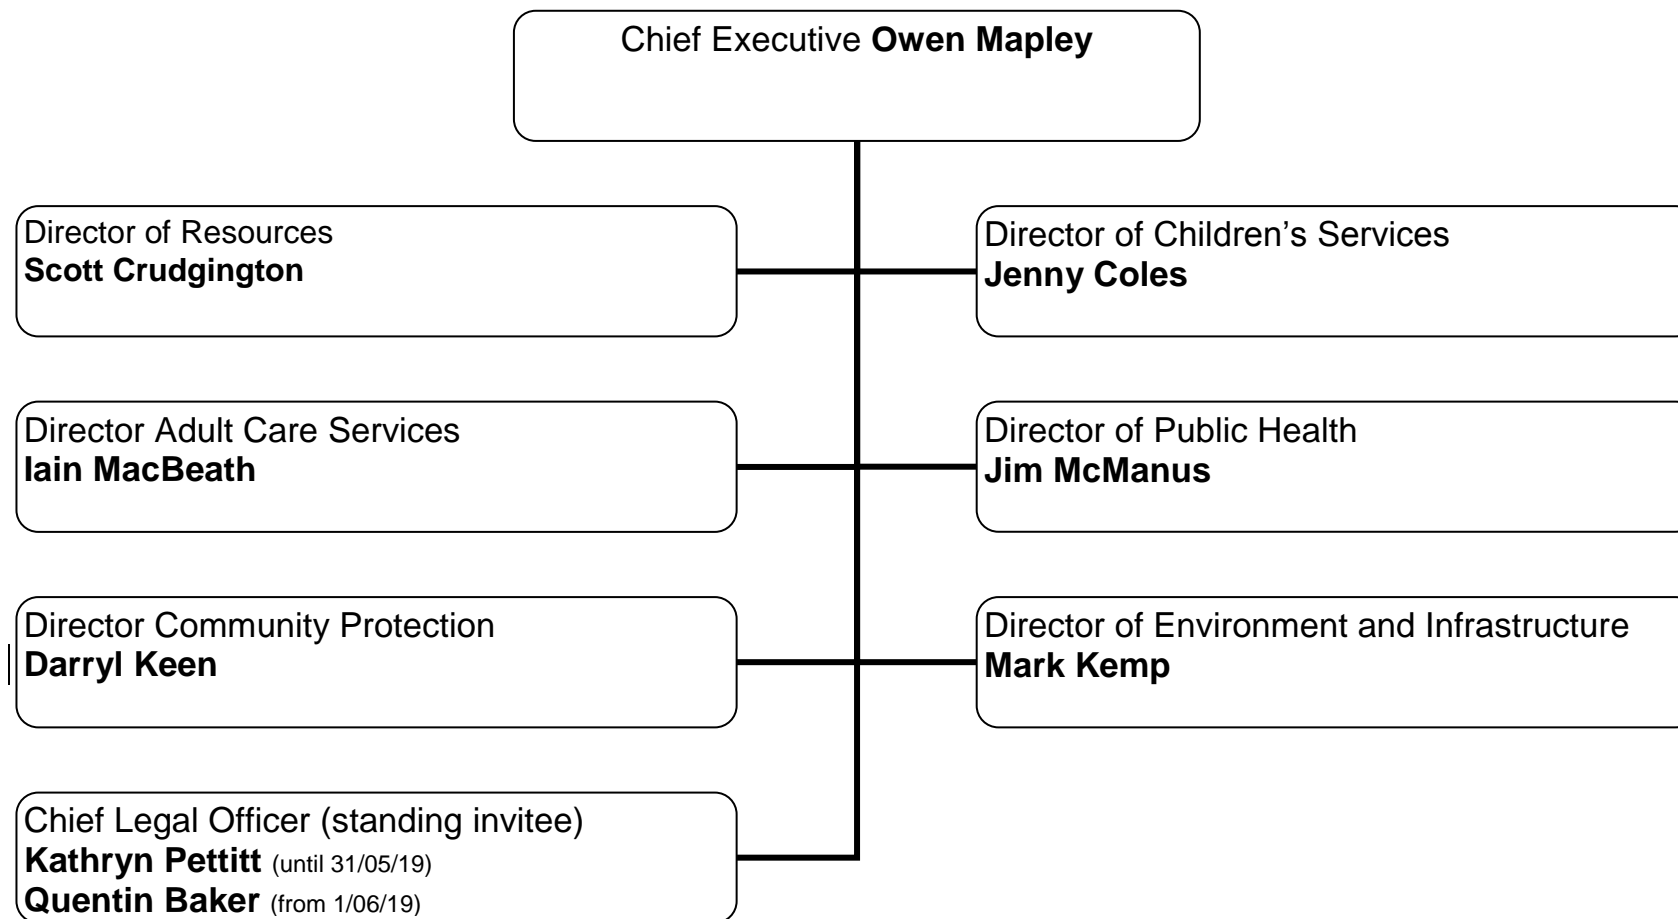 Chief Executive Owen Mapley
Director of Resources
Scott Crudgington
Director of Children's Services
Jenny Coles
Director Adult Care Services
Iain MacBeath
Director of Public Health
Jim McManus
Director Community Protection
Darryl Keen
Director of Environment and Infrastructure
Mark Kemp
Chief Legal Officer (standing invitee)
Kathryn Pettitt (until 31/05/19)
Quentin Baker (from 1/06/19)